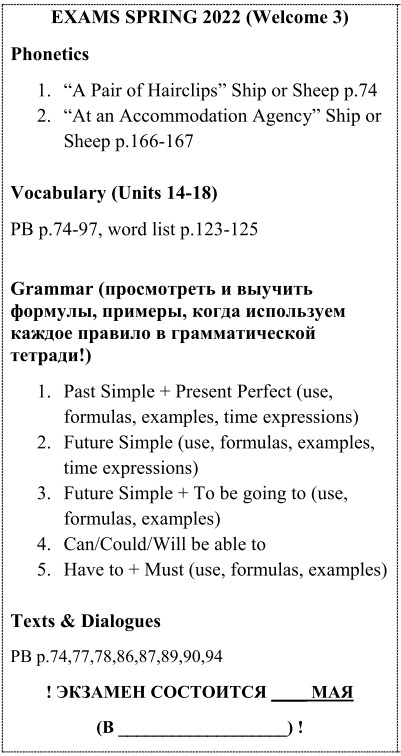 EXAMS SPRING 2022 (Welcome 3)
Phonetics
1. “A Pair of Hairclips” Ship or Sheep p.74
2. “At an Accommodation Agency” Ship or
Sheep p.166-167
Vocabulary (Units 14-18)
PB p.74-97, word list p.123-125
Grammar (просмотреть и выучить
формулы, примеры, когда используем
каждое правило в грамматической
тетради!)
1. Past Simple + Present Perfect (use,
formulas, examples, time expressions)
2. Future Simple (use, formulas, examples,
time expressions)
3. Future Simple + To be going to (use,
formulas, examples)
4. Can/Could/Will be able to
5. Have to + Must (use, formulas, examples)
Texts & Dialogues
PB p.74,77,78,86,87,89,90,94
! ЭКЗАМЕН СОСТОИТСЯ ____ МАЯ
(В ___________________) !